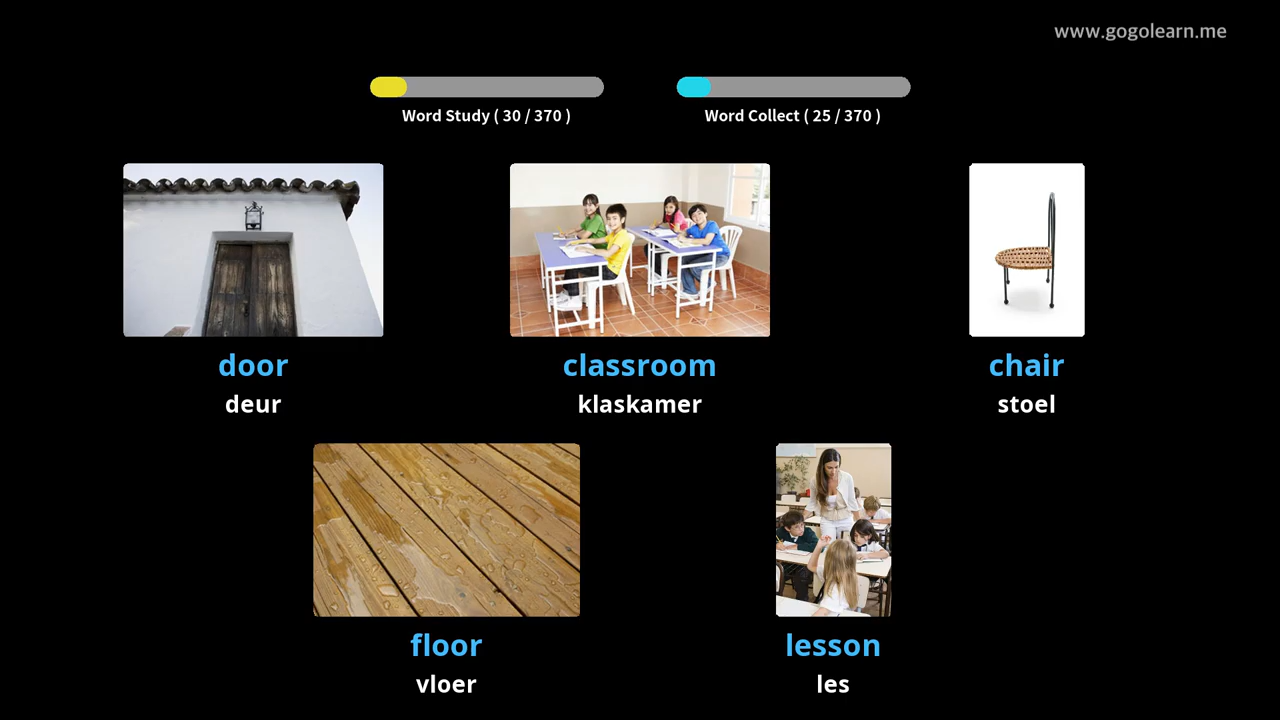 www.gogolearn.me
Word Study ( 30 / 370 )
Word Collect ( 25 / 370 )
door
deur
classroom
klaskamer
chair
stoel
floor
vloer
lesson
les